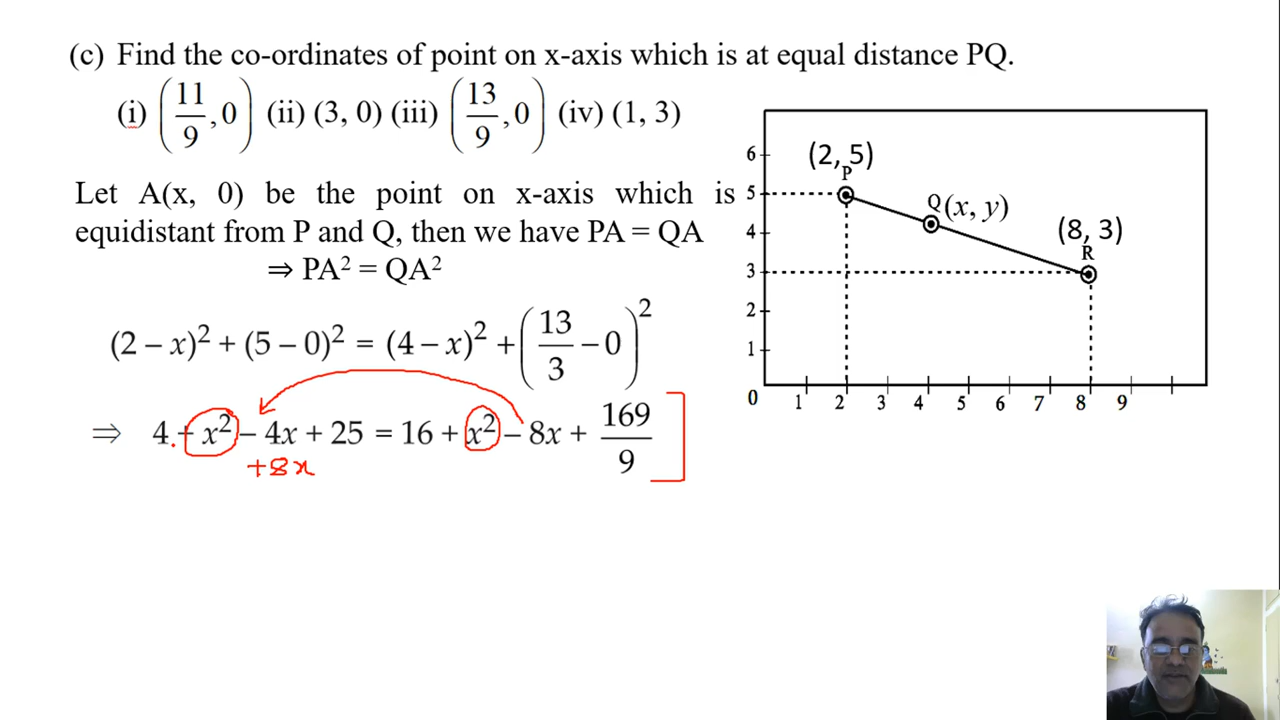 (c) Find the co-ordinates of point on x-axis which is at equal distance PQ.
(i) (11/9, 0) (ii) (3, 0) (iii) (13/9, 0) (iv) (1, 3)
Let A(x, 0) be the point on x-axis which is
equidistant from P and Q, then we have PA = QA
⇒ PA² = QA²
(2 – x)² + (5 – 0)² = (4 – x)² + (13/3 – 0)²
⇒ 4 + x² – 4x + 25 = 16 + x² – 8x + 169/9
+8x
(2, 5)
P
Q(x, y)
(8, 3)
R
6
5
4
3
2
1
0 1 2 3 4 5 6 7 8 9